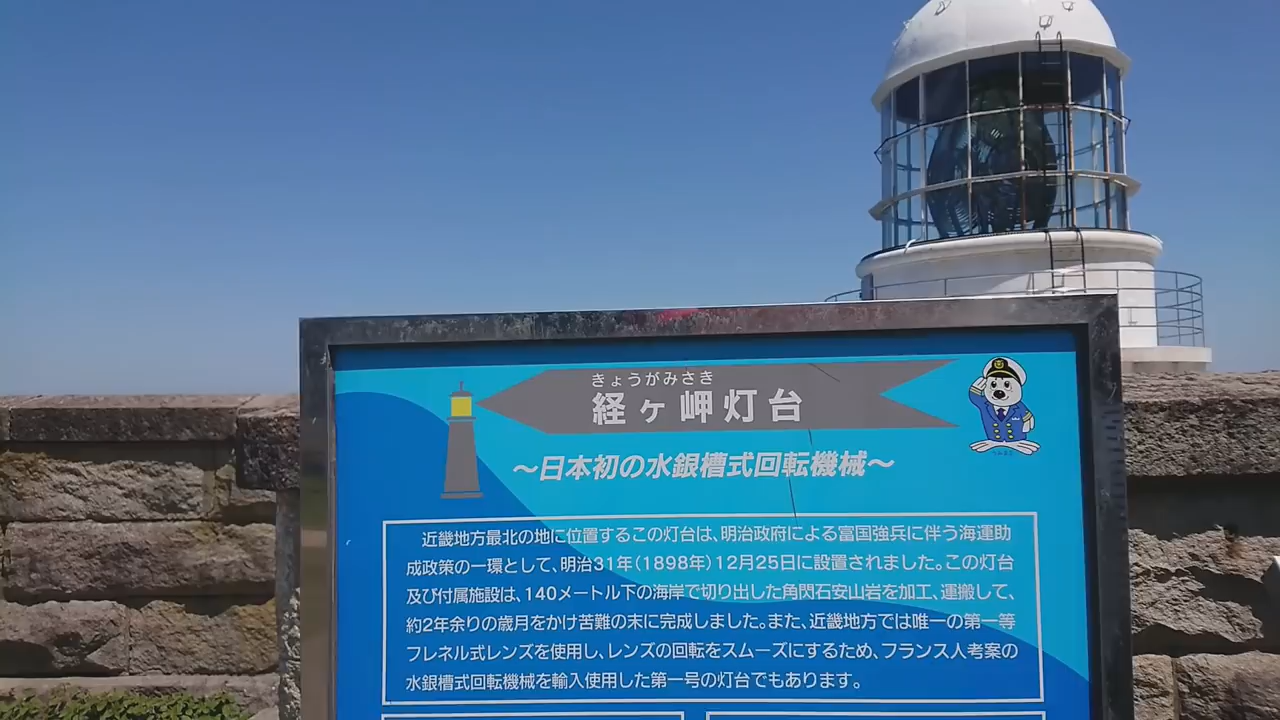 きょうがみさき
経ヶ岬灯台
～日本初の水銀槽式回転機械～
近畿地方最北の地に位置するこの灯台は、明治政府による富国強兵に伴う海運助
成政策の一環として、明治31年(1898年)12月25日に設置されました。この灯台
及び付属施設は、140メートル下の海岸で切り出した角閃石安山岩を加工、運搬して、
約2年余りの歳月をかけ苦難の末に完成しました。また、近畿地方では唯一の第一等
フレネル式レンズを使用し、レンズの回転をスムーズにするため、フランス人考案の
水銀槽式回転機械を輸入使用した第一号の灯台でもあります。